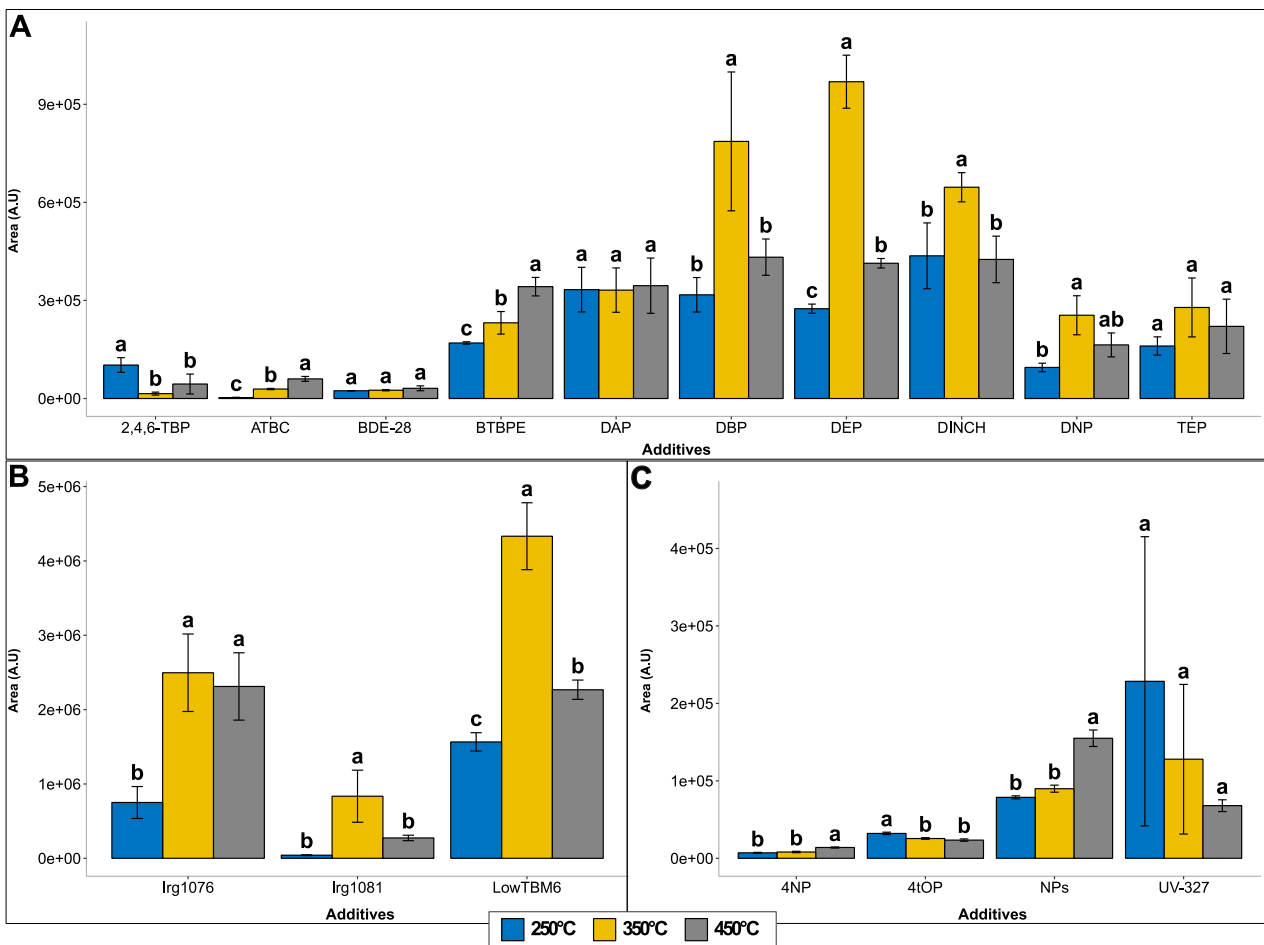 A
Area (A.U)
9e+05
6e+05
3e+05
0e+00
a b b
c b a
a a a
c b a
a a a
b a b
c a b
b a b
b a ab
a a a
2,4,6-TBP ATBC BDE-28 BTBPE DAP DBP DEP DINCH DNP TEP
Additives
B
Area (A.U)
5e+06
4e+06
3e+06
2e+06
1e+06
0e+00
b a a
b a b
c a b
Irg1076 Irg1081 LowTBM6
Additives
C
Area (A.U)
4e+05
3e+05
2e+05
1e+05
0e+00
b b a
a b b
b b a
a a a
4NP 4tOP NPs UV-327
Additives
250°C 350°C 450°C